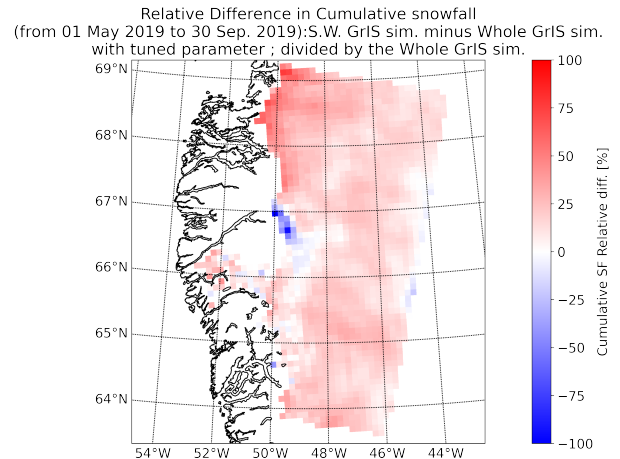 Relative Difference in Cumulative snowfall
(from 01 May 2019 to 30 Sep. 2019):S.W. GrIS sim. minus Whole GrIS sim.
with tuned parameter ; divided by the Whole GrIS sim.
69°N
68°N
67°N
66°N
65°N
64°N
54°W 52°W 50°W 48°W 46°W 44°W
100
75
50
25
0
−25
−50
−75
−100
Cumulative SF Relative diff. [%]